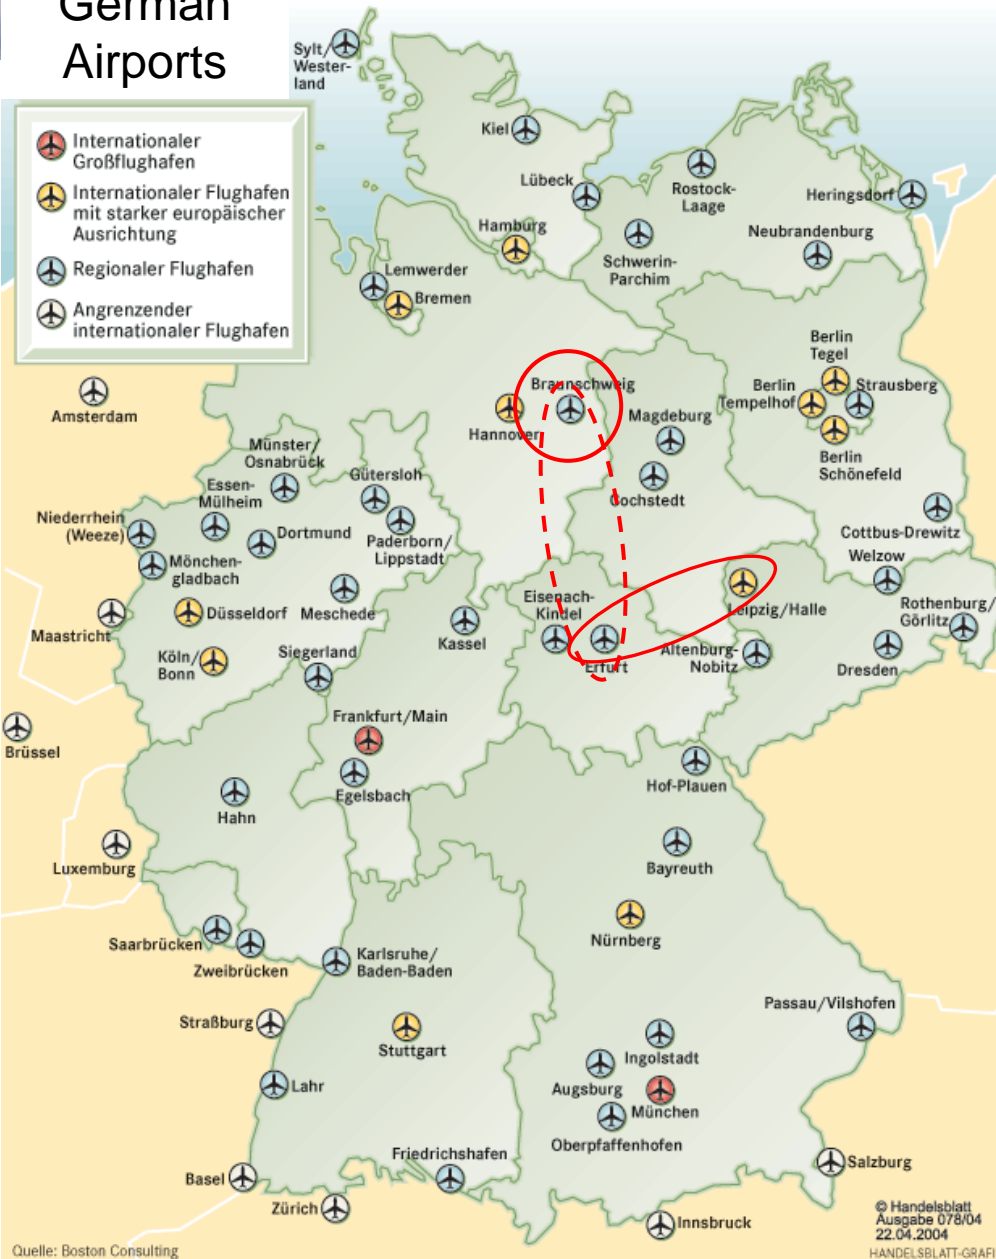 German
Airports
Internationaler
Großflughafen
Internationaler Flughafen
mit starker europäischer
Ausrichtung
Regionaler Flughafen
Angrenzender
internationaler Flughafen
Sylt/
Wester-
land
Kiel
Lübeck
Rostock-
Laage
Heringsdorf
Hamburg
Schwerin-
Parchim
Neubrandenburg
Lemwerder
Bremen
Berlin
Tegel
Amsterdam
Braunschweig
Berlin
Tempelhof
Strausberg
Hannover
Magdeburg
Berlin
Schönefeld
Münster/
Osnabrück
Gütersloh
Essen-
Mülheim
Cochstedt
Niederrhein
(Weeze)
Dortmund
Paderborn/
Lippstadt
Cottbus-Drewitz
Mönchen-
gladbach
Welzow
Maastricht
Düsseldorf
Meschede
Kassel
Eisenach-
Kindel
Leipzig/Halle
Rothenburg/
Görlitz
Köln/
Bonn
Siegerland
Erfurt
Altenburg-
Nobitz
Dresden
Brüssel
Frankfurt/Main
Egelsbach
Hahn
Hof-Plauen
Luxemburg
Bayreuth
Saarbrücken
Zweibrücken
Karlsruhe/
Baden-Baden
Nürnberg
Straßburg
Stuttgart
Passau/Vilshofen
Ingolstadt
Lahr
Augsburg
München
Oberpfaffenhofen
Friedrichshafen
Basel
Zürich
Salzburg
Innsbruck
© Handelsblatt
Ausgabe 078/04
22.04.2004
Quelle: Boston Consulting
HANDELSBLATT-GRAFI